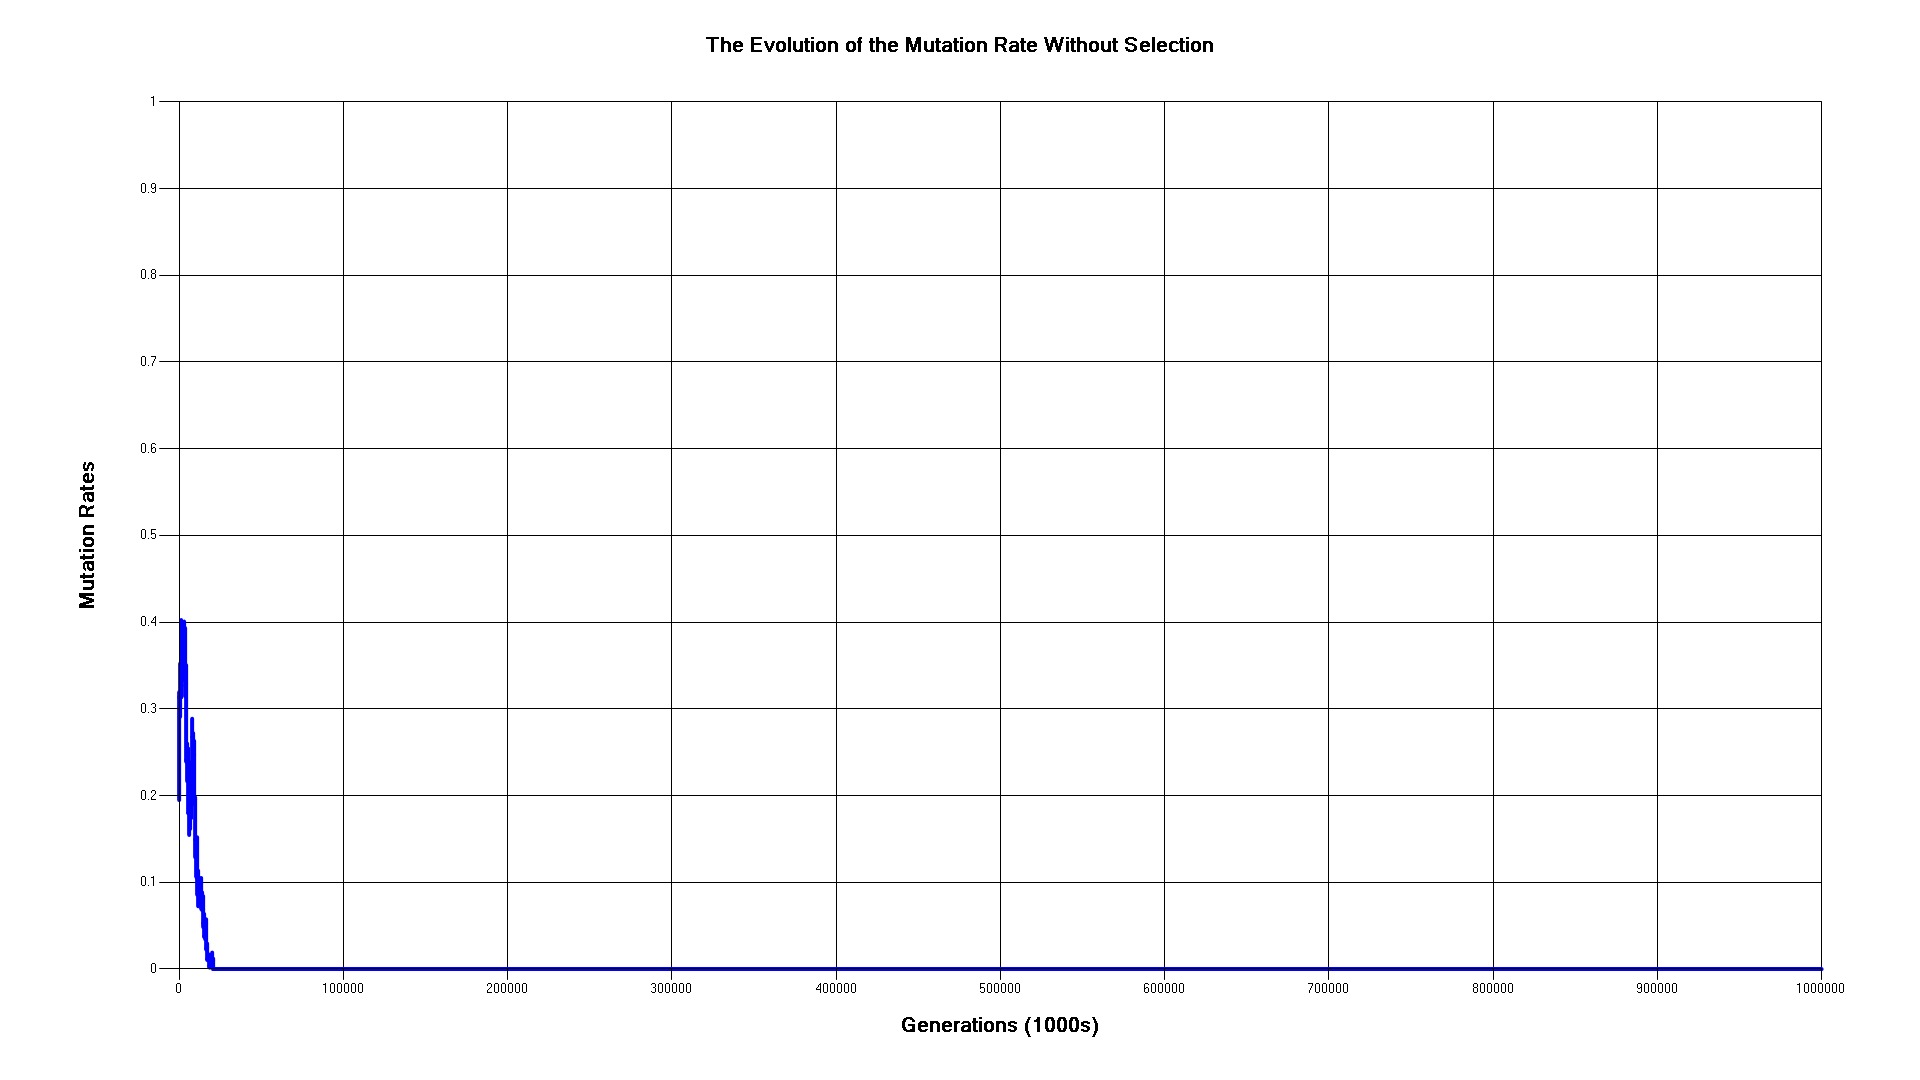 The Evolution of the Mutation Rate Without Selection
1
0.9
0.8
0.7
0.6
0.5
0.4
0.3
0.2
0.1
0
Mutation Rates
0 100000 200000 300000 400000 500000 600000 700000 800000 900000 1000000
Generations (1000s)